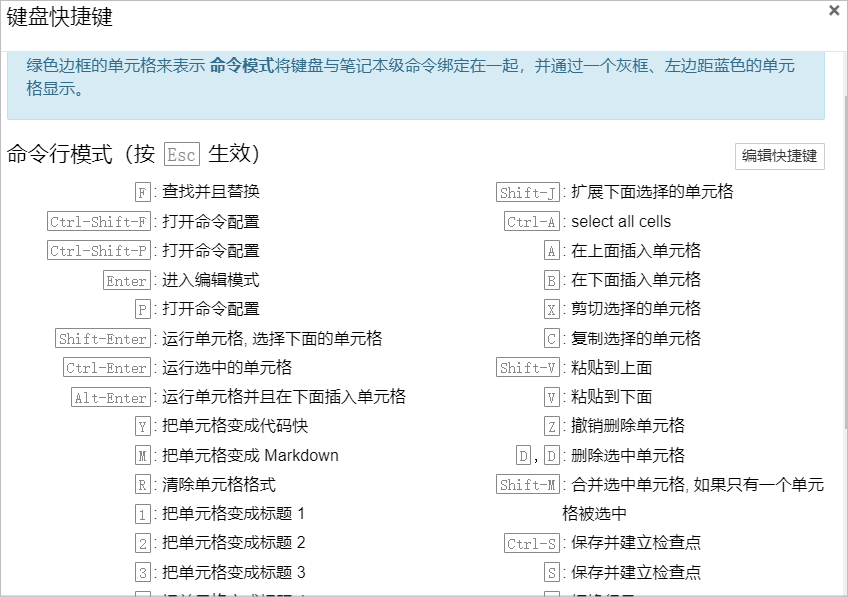 键盘快捷键
×
绿色边框的单元格来表示 命令模式将键盘与笔记本级命令绑定在一起，并通过一个灰框、左边距蓝色的单元
格显示。
命令行模式（按 Esc 生效）
编辑快捷键
F : 查找并且替换
Ctrl-Shift-F : 打开命令配置
Ctrl-Shift-P : 打开命令配置
Enter : 进入编辑模式
P : 打开命令配置
Shift-Enter : 运行单元格, 选择下面的单元格
Ctrl-Enter : 运行选中的单元格
Alt-Enter : 运行单元格并且在下面插入单元格
Y : 把单元格变成代码快
M : 把单元格变成 Markdown
R : 清除单元格格式
1 : 把单元格变成标题 1
2 : 把单元格变成标题 2
3 : 把单元格变成标题 3
Shift-J : 扩展下面选择的单元格
Ctrl-A : select all cells
A : 在上面插入单元格
B : 在下面插入单元格
X : 剪切选择的单元格
C : 复制选择的单元格
Shift-V : 粘贴到上面
V : 粘贴到下面
Z : 撤销删除单元格
D , D : 删除选中单元格
Shift-M : 合并选中单元格, 如果只有一个单元
格被选中
Ctrl-S : 保存并建立检查点
S : 保存并建立检查点